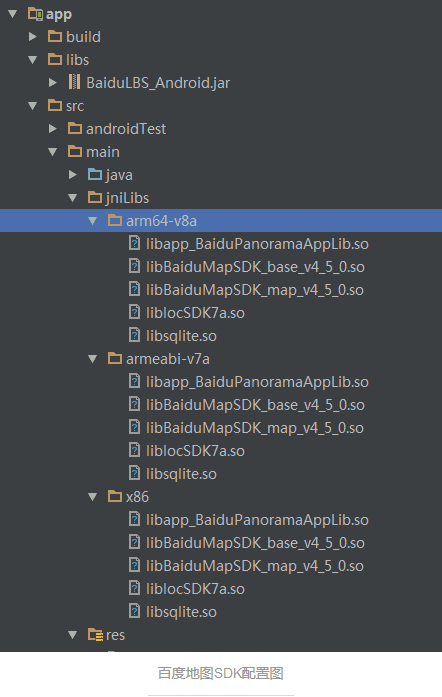 app
build
libs
BaiduLBS_Android.jar
src
androidTest
main
java
jniLibs
arm64-v8a
libapp_BaiduPanoramaAppLib.so
libBaiduMapSDK_base_v4_5_0.so
libBaiduMapSDK_map_v4_5_0.so
liblocSDK7a.so
libsqlite.so
armeabi-v7a
libapp_BaiduPanoramaAppLib.so
libBaiduMapSDK_base_v4_5_0.so
libBaiduMapSDK_map_v4_5_0.so
liblocSDK7a.so
libsqlite.so
x86
libapp_BaiduPanoramaAppLib.so
libBaiduMapSDK_base_v4_5_0.so
libBaiduMapSDK_map_v4_5_0.so
liblocSDK7a.so
libsqlite.so
res
百度地图SDK配置图